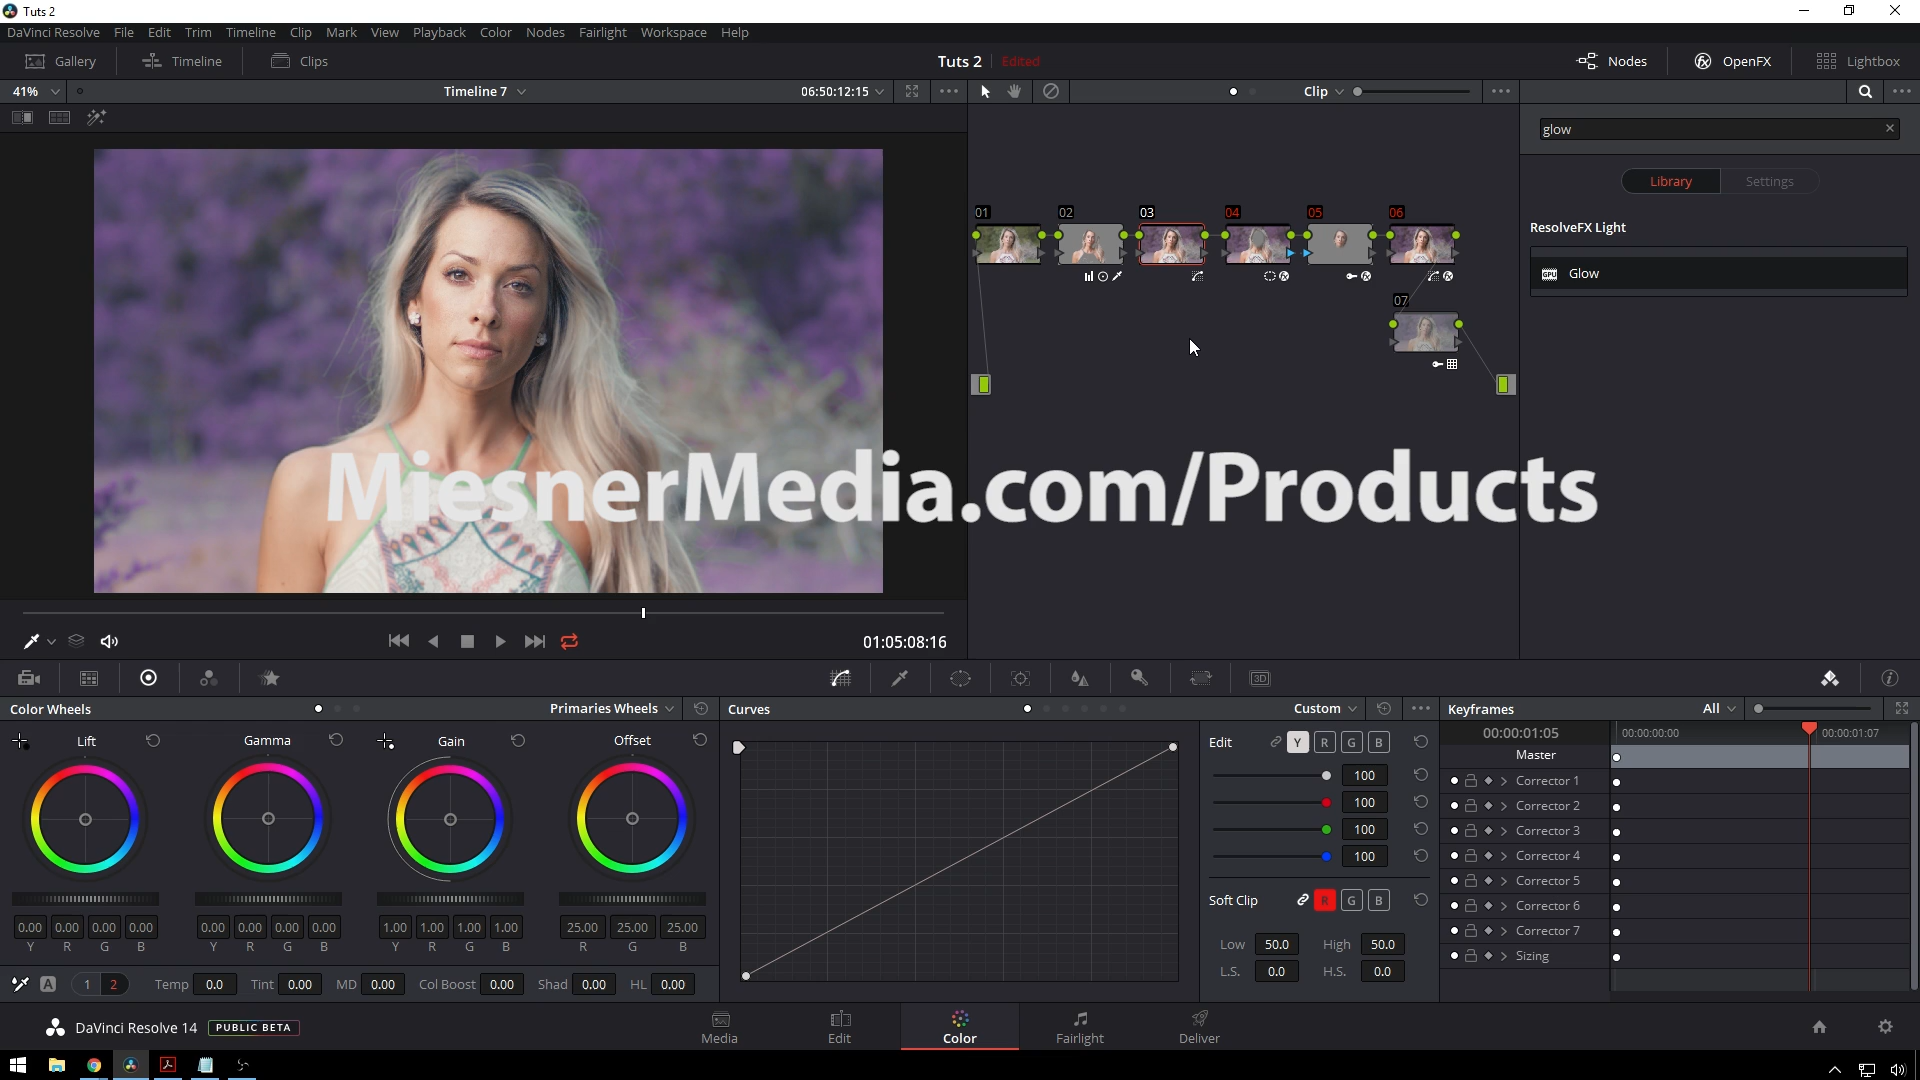 Tuts 2
DaVinci Resolve File Edit Trim Timeline Clip Mark View Playback Color Nodes Fairlight Workspace Help
Gallery Timeline Clips Tuts 2 Edited Nodes OpenFX Lightbox
41% Timeline 7 06:50:12:15 Clip
glow
Library Settings
01 02 03 04 05 06
ResolveFX Light
GPU Glow
07
MiesnerMedia.com/Products
01:05:08:16
3D
Color Wheels Primaries Wheels Curves Custom Keyframes All
Lift Gamma Gain Offset Edit Y R G B 00:00:01:05 00:00:00:00 00:00:01:07
Master
100 Corrector 1
100 Corrector 2
100 Corrector 3
100 Corrector 4
Corrector 5
Soft Clip R G B Corrector 6
0.00 0.00 0.00 0.00 0.00 0.00 0.00 0.00 1.00 1.00 1.00 1.00 25.00 25.00 25.00 Corrector 7
Y R G B Y R G B Y R G B R G B Low 50.0 High 50.0 Sizing
L.S. 0.0 H.S. 0.0
A 1 2 Temp 0.0 Tint 0.00 MD 0.00 Col Boost 0.00 Shad 0.00 HL 0.00
DaVinci Resolve 14 PUBLIC BETA Media Edit Color Fairlight Deliver